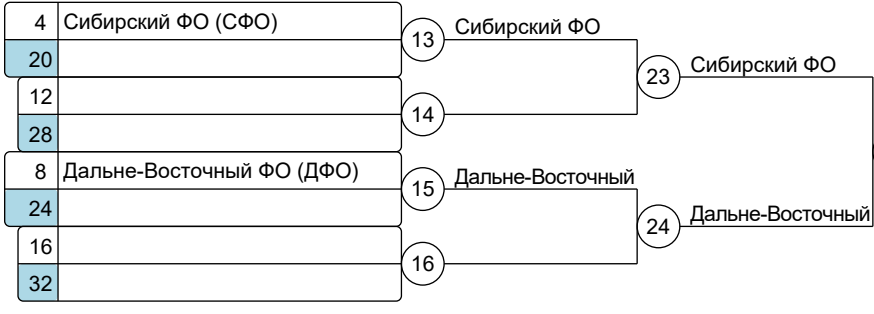 4 Сибирский ФО (СФО)
20
13 Сибирский ФО
12
28
14
23 Сибирский ФО
8 Дальне-Восточный ФО (ДФО)
24
15 Дальне-Восточный
16
32
16
24 Дальне-Восточный